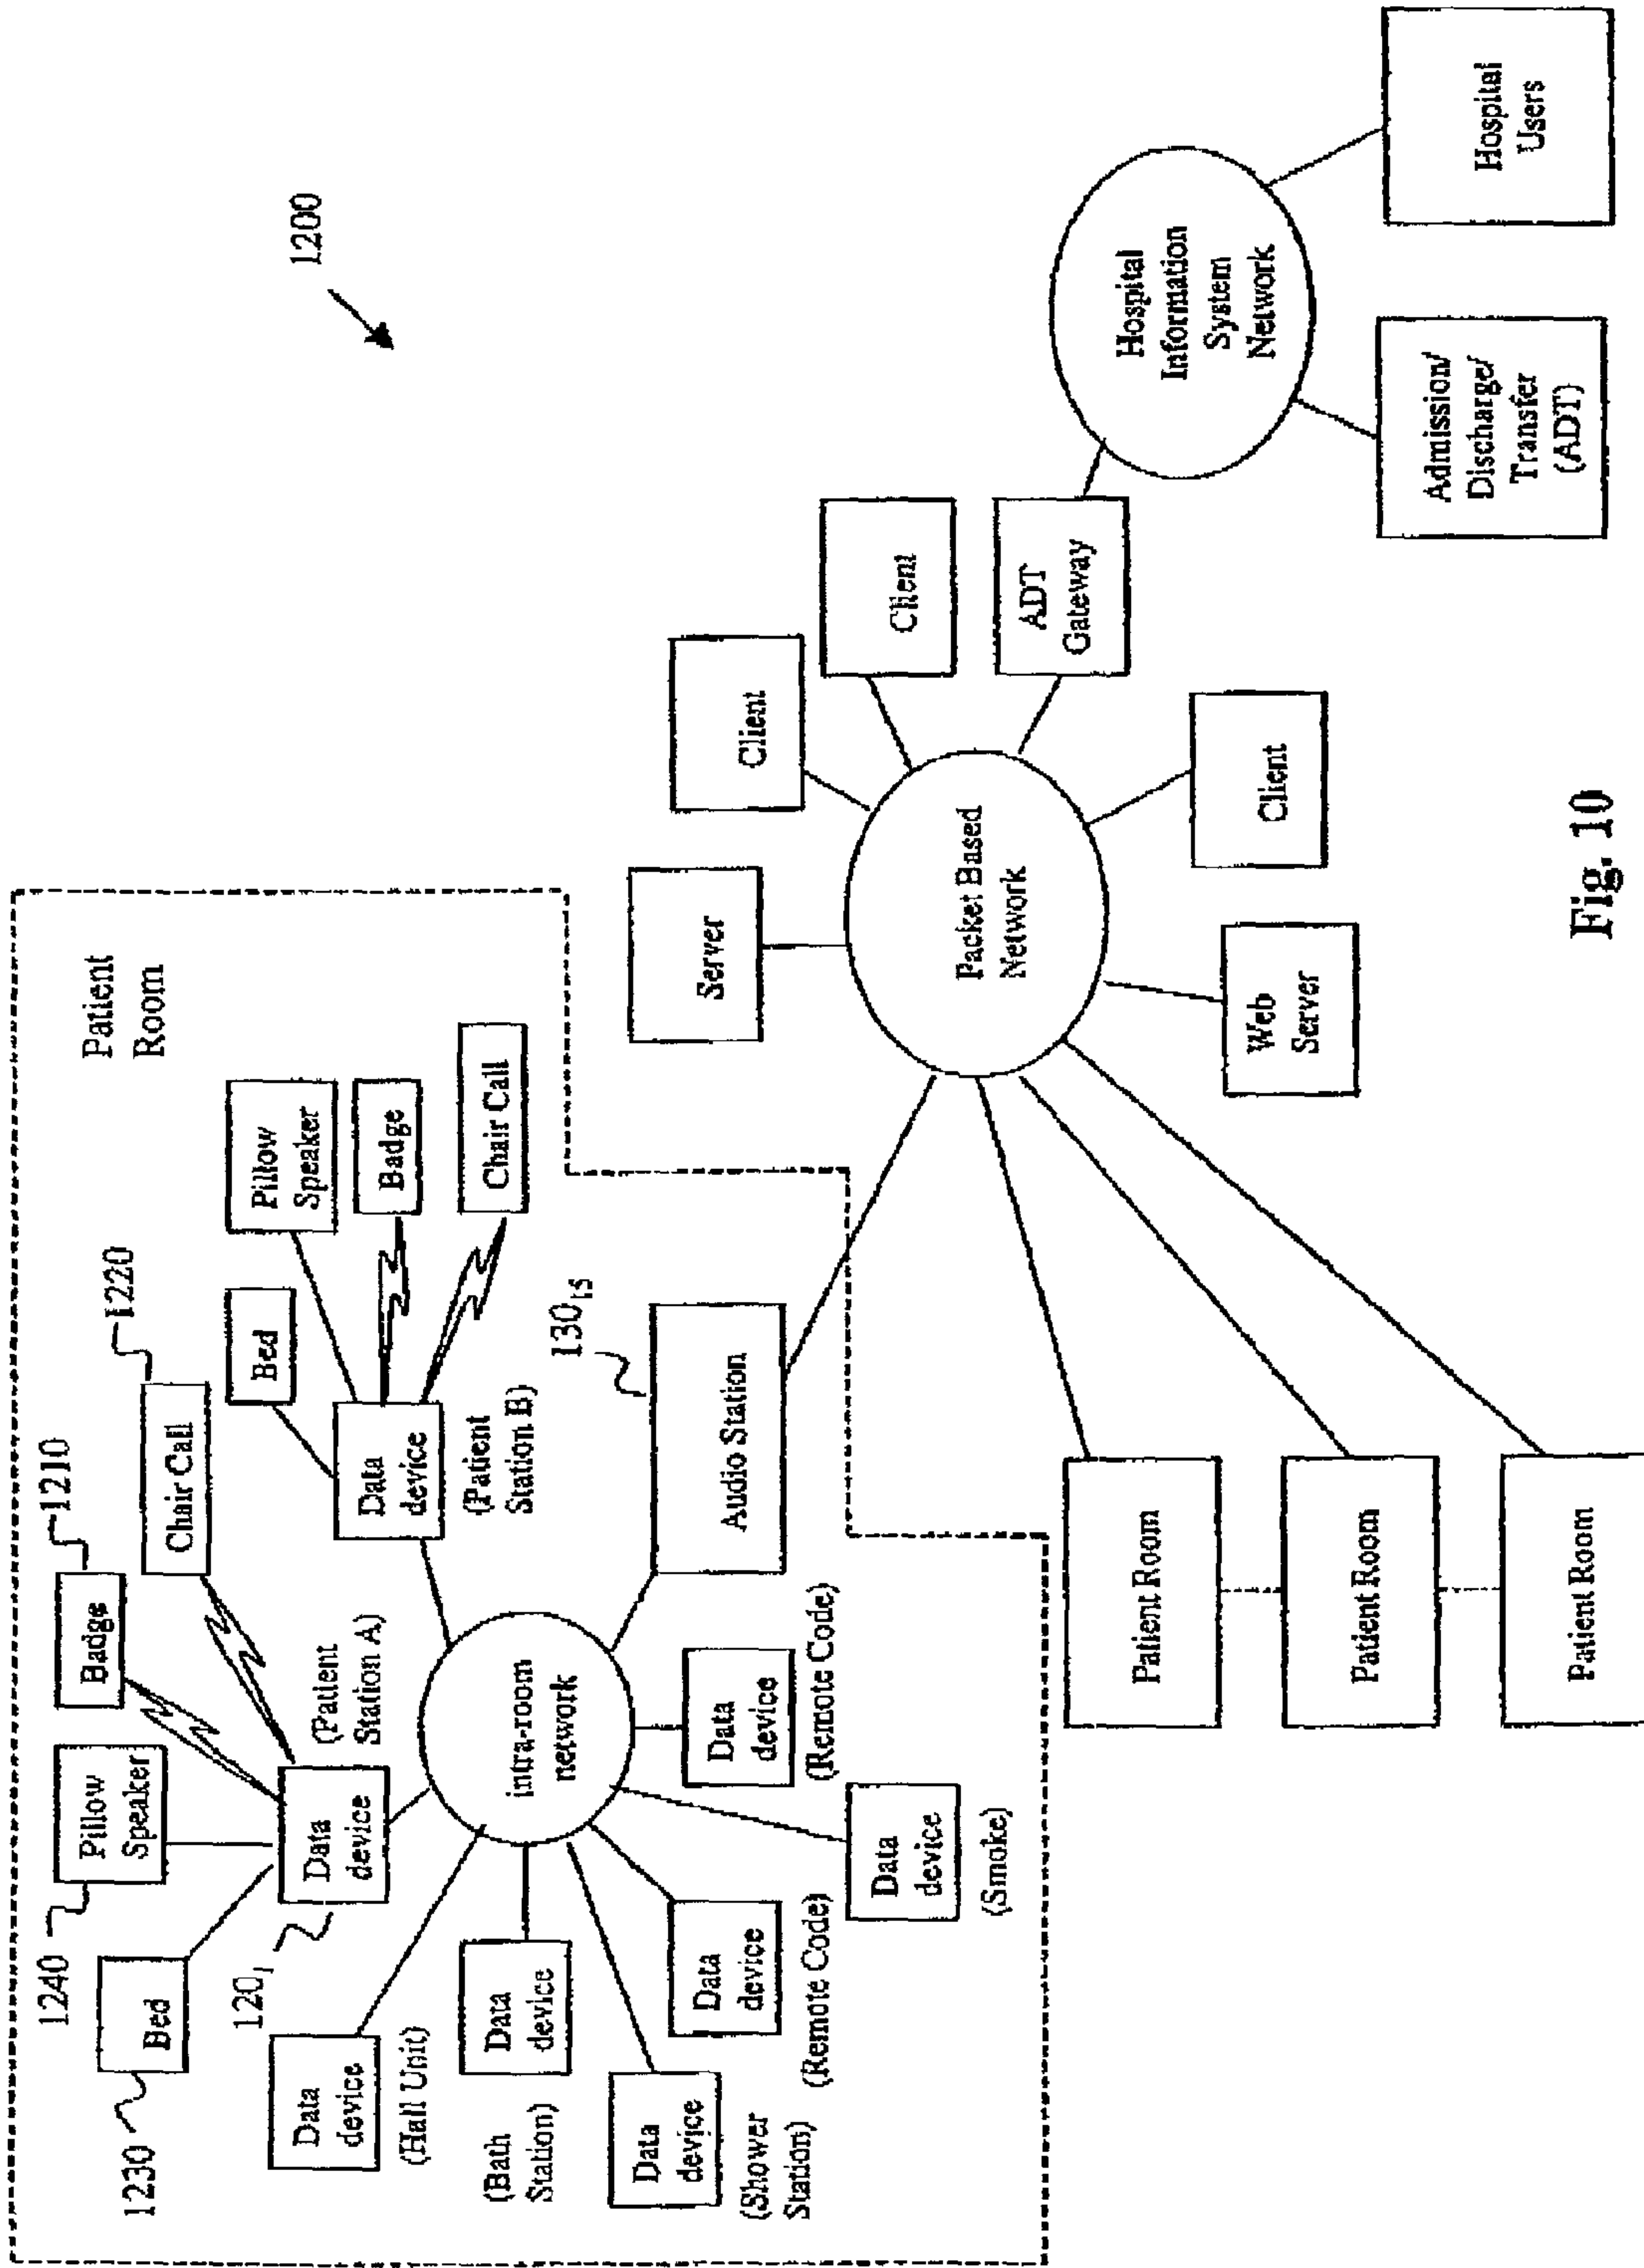 1200
Patient
Room
1230
Bed
1240
Pillow
Speaker
Badge
1210
Chair Call
1220
120₁
Data
device
(Patient
Station A)
Bed
Pillow
Speaker
Badge
Chair Call
Data
device
(Patient
Station B)
Data
device
(Hall Unit)
Data
device
(Bath
Station)
Data
device
(Shower
Station)
Data
device
(Remote Code)
Data
device
(Smoke)
Data
device
(Remote Code)
intra-room
network
Audio Station
130₁₅
Server
Client
Client
ADT
Gateway
Packet Based
Network
Client
Web
Server
Hospital
Information
System
Network
Admission/
Discharge/
Transfer
(ADT)
Hospital
Users
Patient Room
Patient Room
Patient Room
Fig. 10